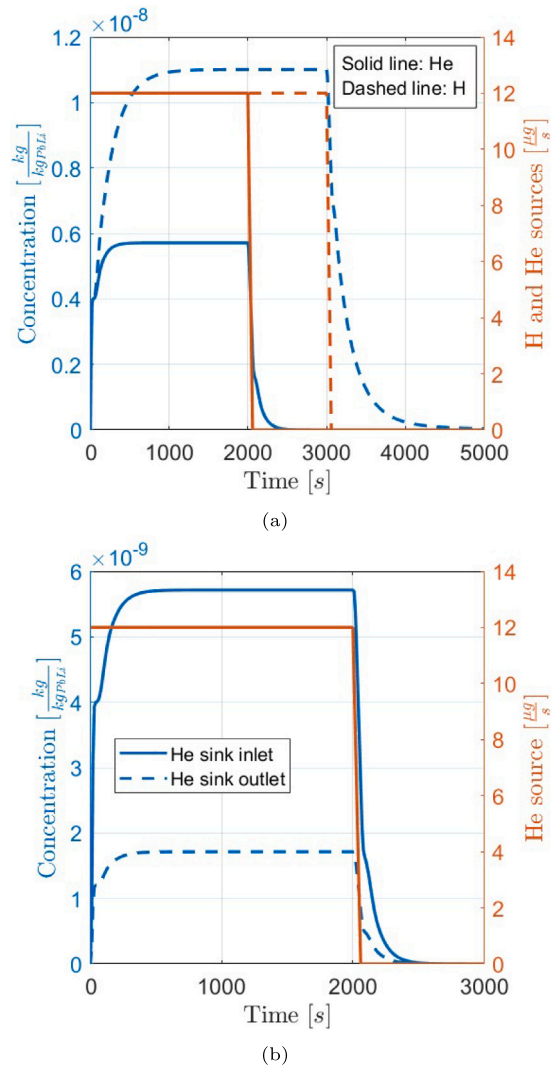 ×10-8
Concentration [kg/kgPbLi]
1.2
1
0.8
0.6
0.4
0.2
0
Solid line: He
Dashed line: H
14
12
10
8
6
4
2
0
H and He sources [μg/s]
0 1000 2000 3000 4000 5000
Time [s]
(a)
×10-9
Concentration [kg/kgPbLi]
6
5
4
3
2
1
0
He sink inlet
He sink outlet
14
12
10
8
6
4
2
0
He source [μg/s]
0 1000 2000 3000
Time [s]
(b)